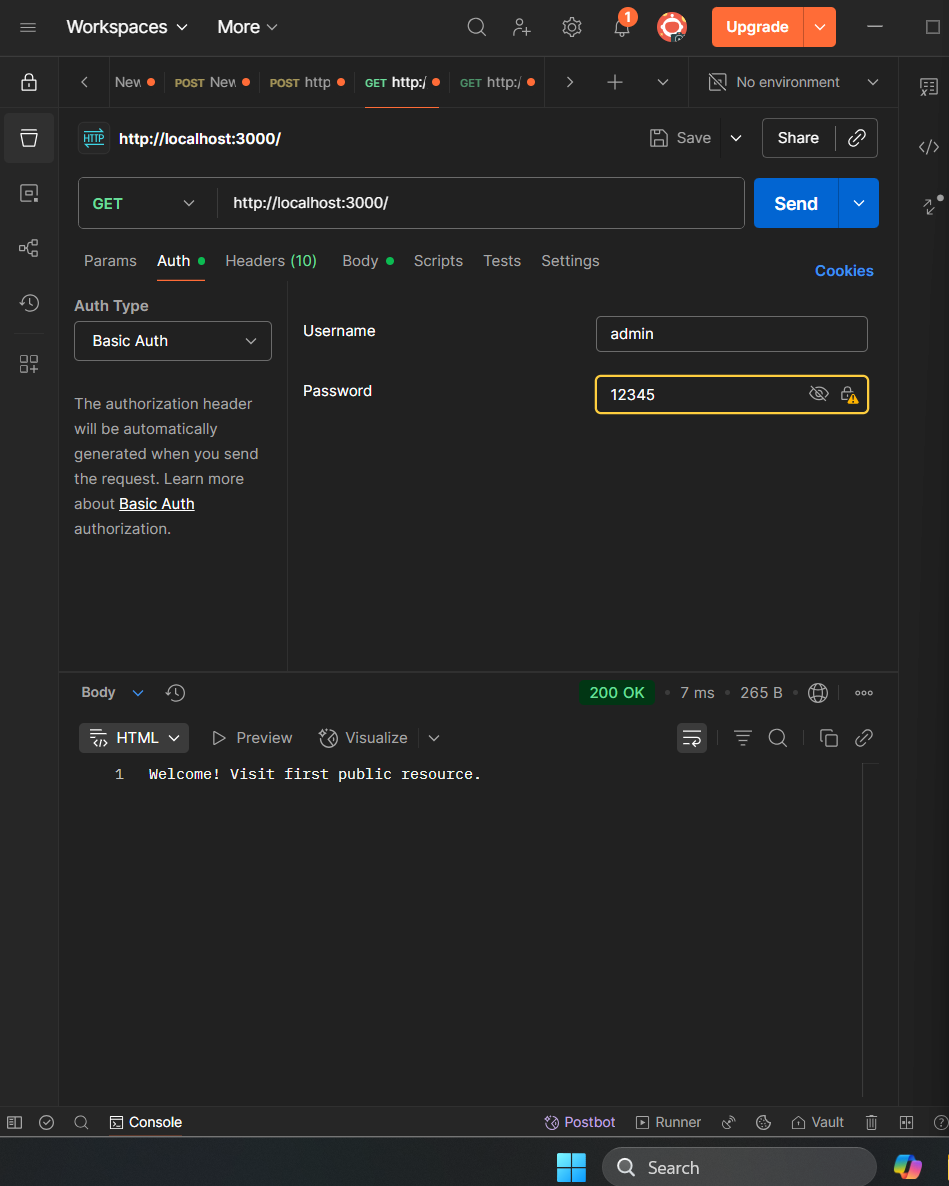 Workspaces More 1 Upgrade
New POST New POST http GET http:/ GET http:/ No environment
HTTP http://localhost:3000/ Save Share
GET http://localhost:3000/ Send
Params Auth Headers (10) Body Scripts Tests Settings
Cookies
Auth Type
Basic Auth
The authorization header
will be automatically
generated when you send
the request. Learn more
about Basic Auth
authorization.
Username admin
Password 12345
Body 200 OK 7 ms 265 B
HTML Preview Visualize
1 Welcome! Visit first public resource.
Console Postbot Runner Vault
Search